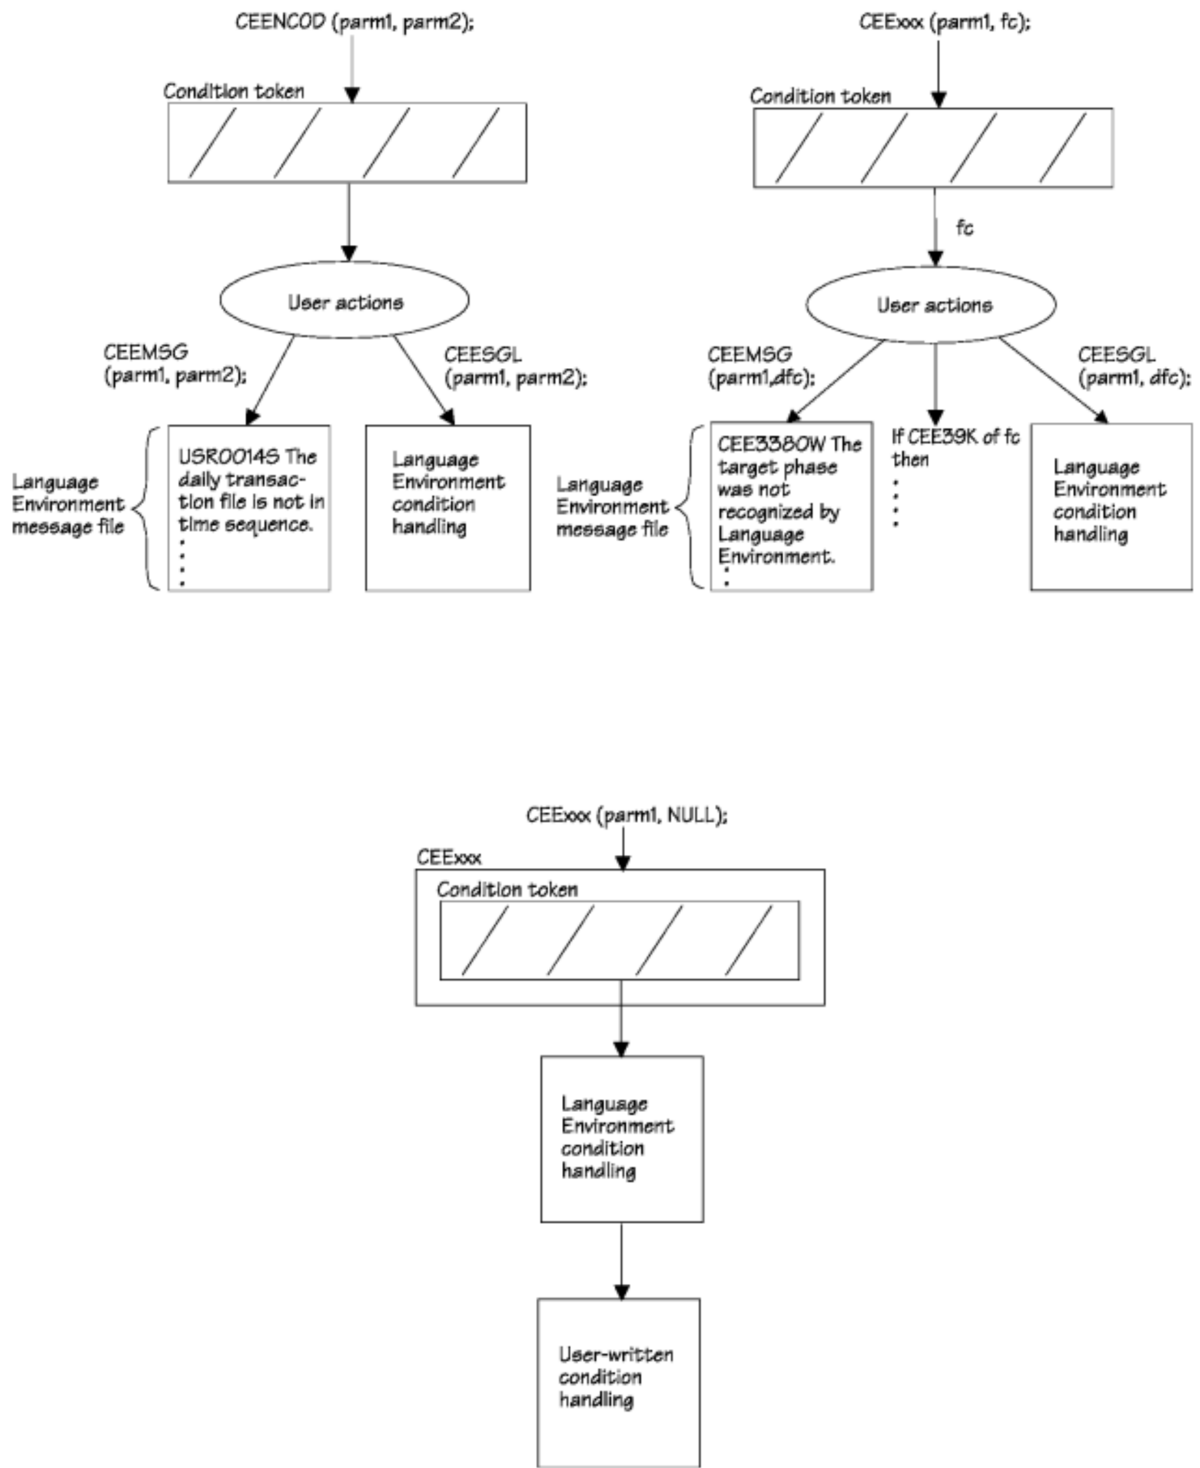 CEENCOD (parm1, parm2);
Condition token
User actions
CEEMSG
(parm1, parm2);
CEESGL
(parm1, parm2);
Language
Environment
message file
USR0014S The
daily transac-
tion file is not in
time sequence.
Language
Environment
condition
handling
CEExxx (parm1, fc);
Condition token
fc
User actions
CEEMSG
(parm1,dfc);
CEESGL
(parm1, dfc);
Language
Environment
message file
CEE3380W The
target phase
was not
recognized by
Language
Environment.
If CEE39K of fc
then
Language
Environment
condition
handling
CEExxx (parm1, NULL);
CEExxx
Condition token
Language
Environment
condition
handling
User-written
condition
handling